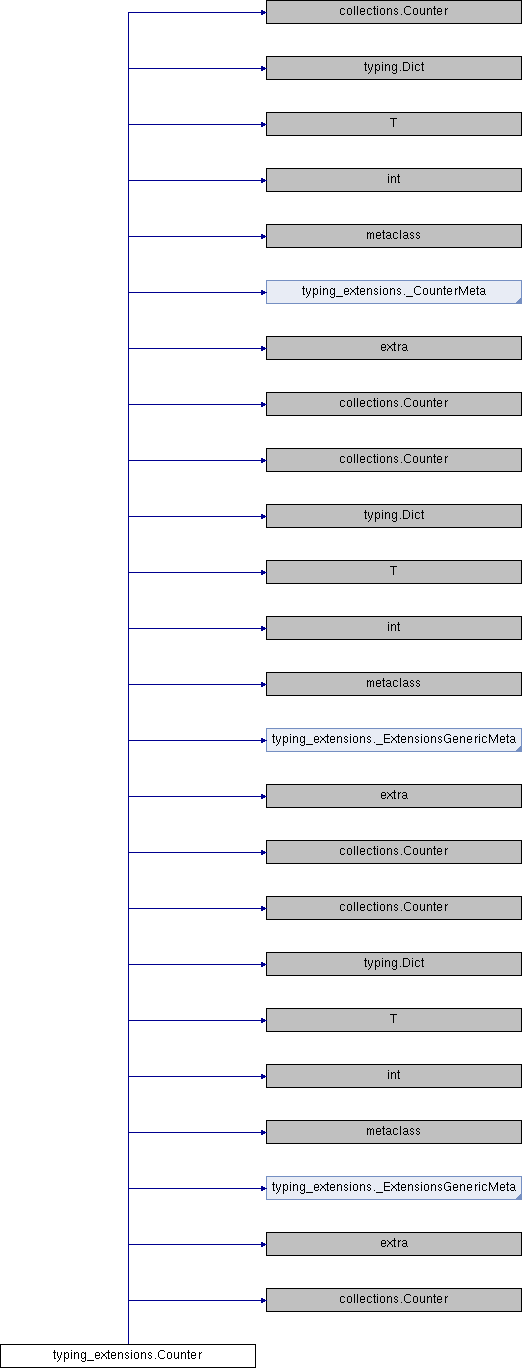 collections.Counter
typing.Dict
T
int
metaclass
typing_extensions._CounterMeta
extra
collections.Counter
collections.Counter
typing.Dict
T
int
metaclass
typing_extensions._ExtensionsGenericMeta
extra
collections.Counter
collections.Counter
typing.Dict
T
int
metaclass
typing_extensions._ExtensionsGenericMeta
extra
collections.Counter
typing_extensions.Counter